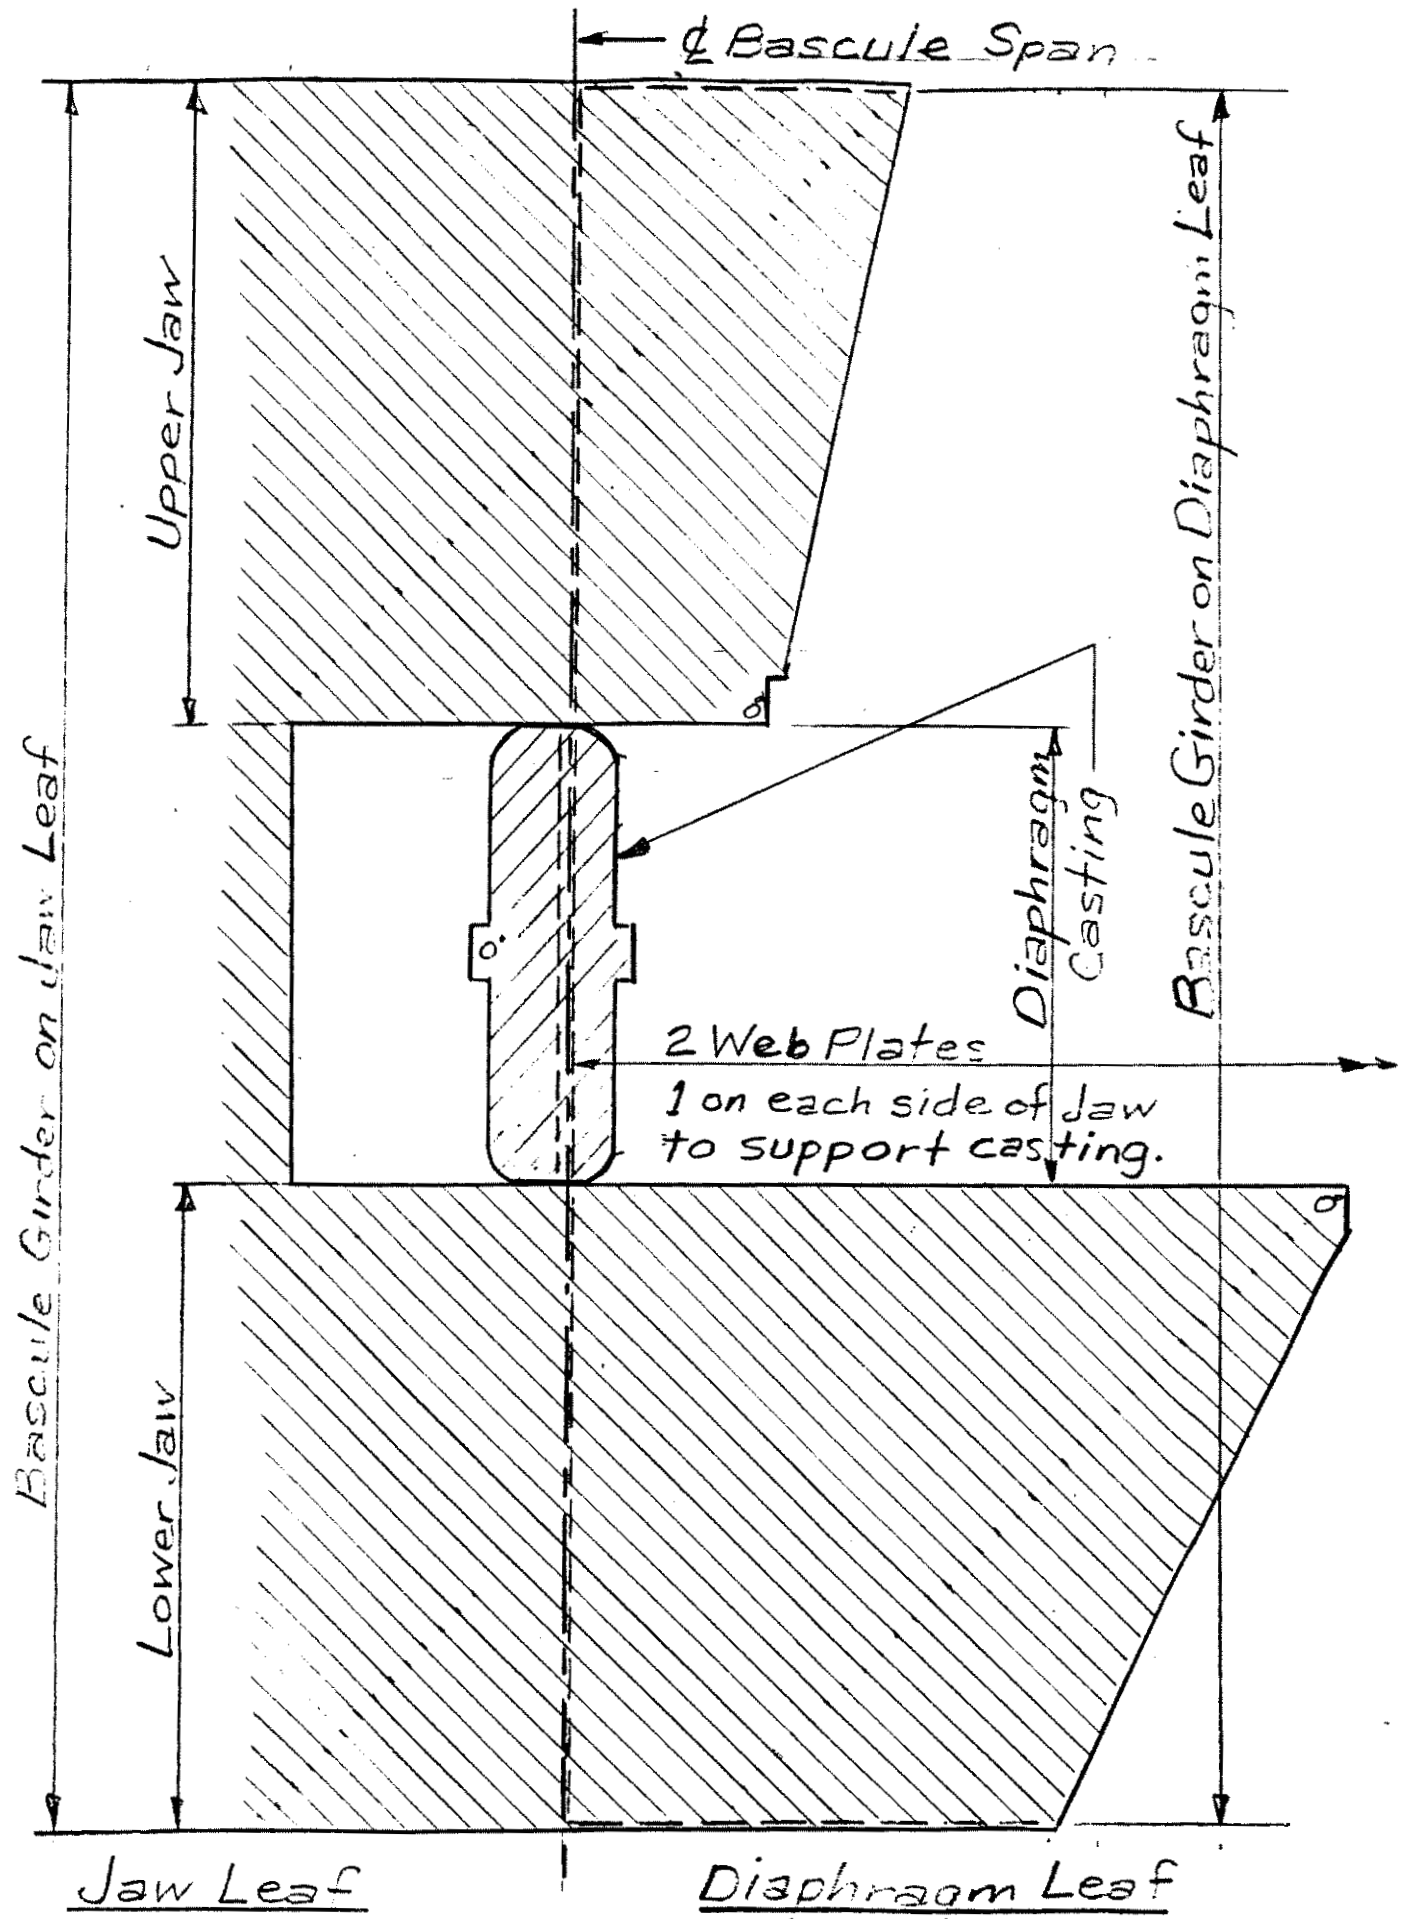 ℄ Bascule Span
Upper Jaw
Bascule Girder on Diaphragm Leaf
Bascule Girder on Jaw Leaf
Diaphragm
Casting
2 Web Plates
1 on each side of Jaw
to support casting.
Lower Jaw
Jaw Leaf
Diaphragm Leaf